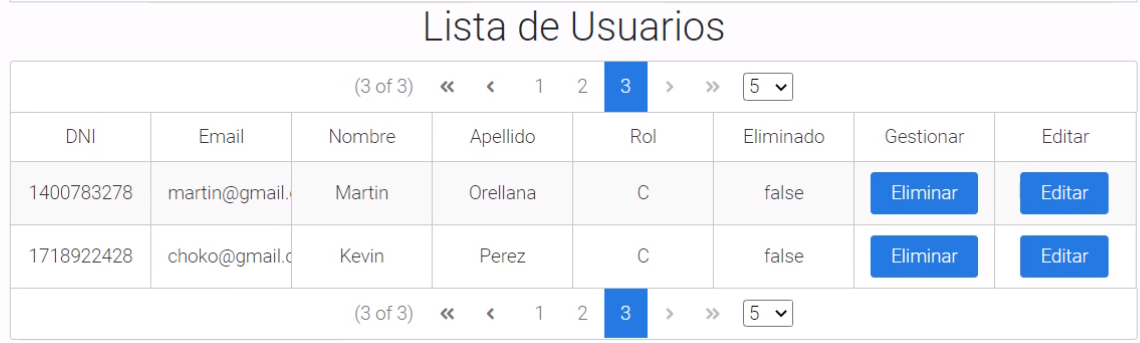 Lista de Usuarios
(3 of 3) 1 2 3 5
DNI Email Nombre Apellido Rol Eliminado Gestionar Editar
1400783278 martin@gmail. Martin Orellana C false Eliminar Editar
1718922428 choko@gmail.c Kevin Perez C false Eliminar Editar
(3 of 3) 1 2 3 5